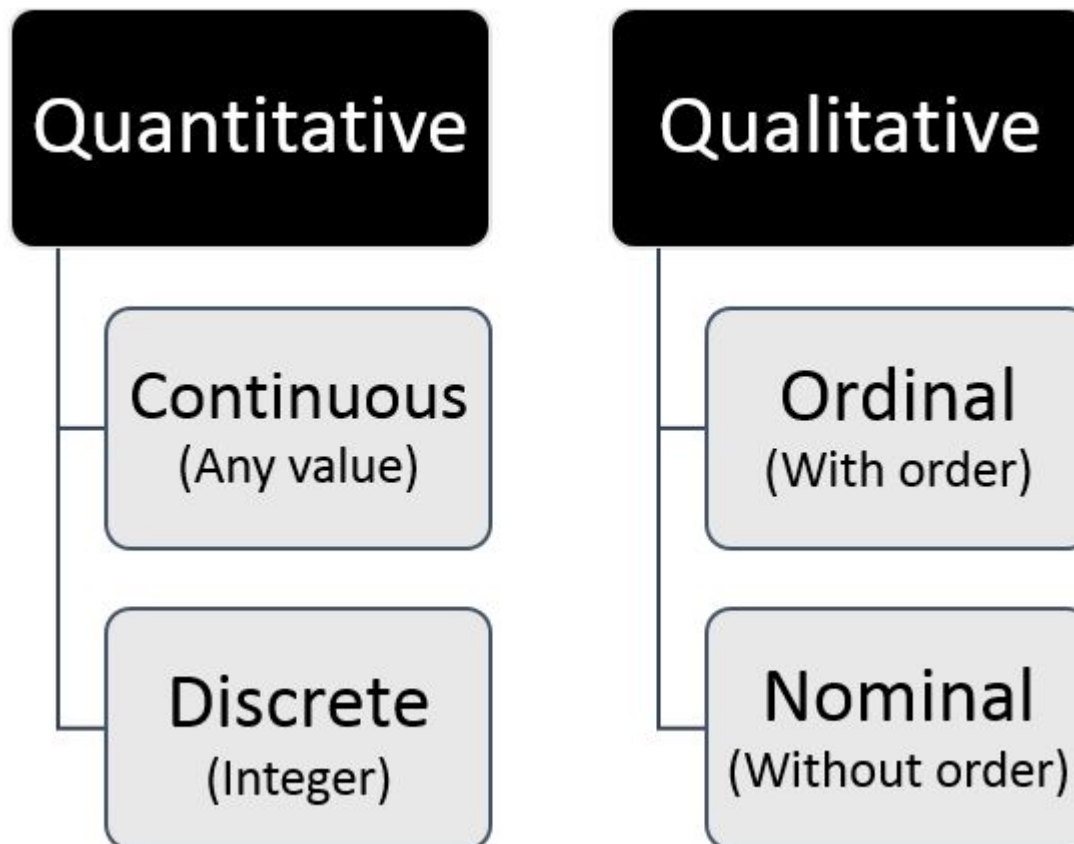 Quantitative
Continuous
(Any value)
Discrete
(Integer)
Qualitative
Ordinal
(With order)
Nominal
(Without order)